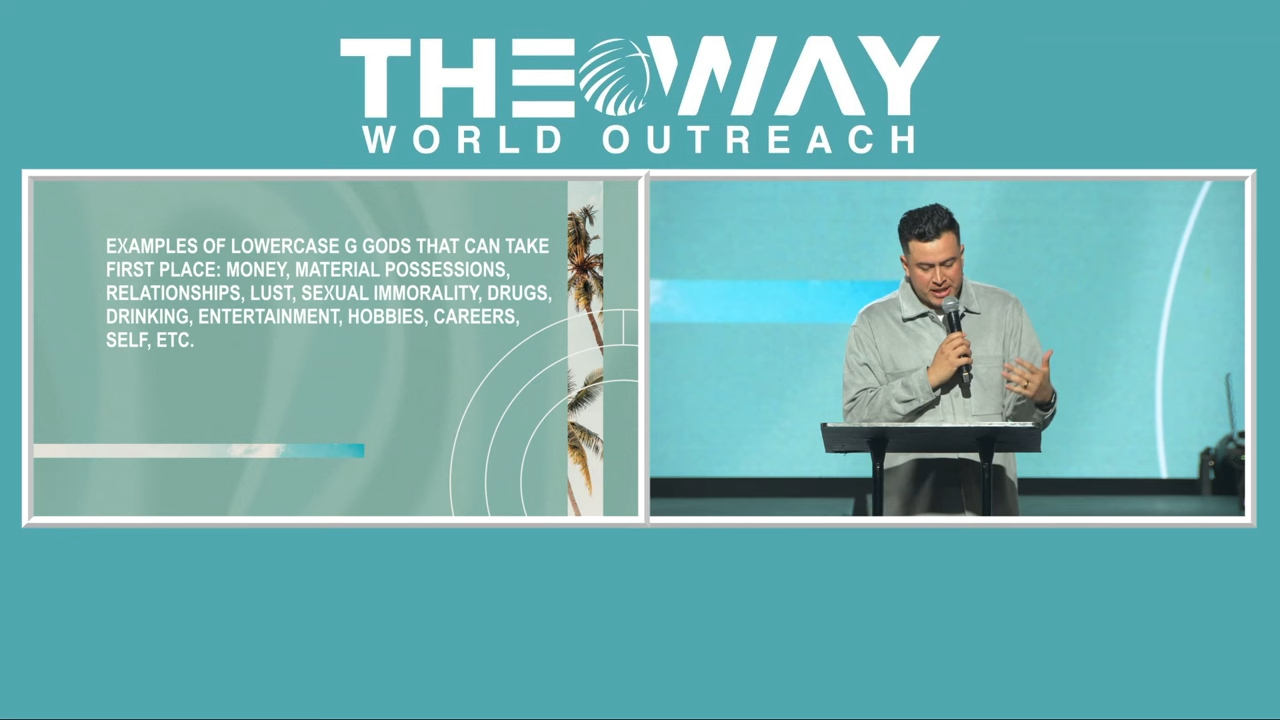 THE WAY
WORLD OUTREACH
EXAMPLES OF LOWERCASE G GODS THAT CAN TAKE
FIRST PLACE: MONEY, MATERIAL POSSESSIONS,
RELATIONSHIPS, LUST, SEXUAL IMMORALITY, DRUGS,
DRINKING, ENTERTAINMENT, HOBBIES, CAREERS,
SELF, ETC.